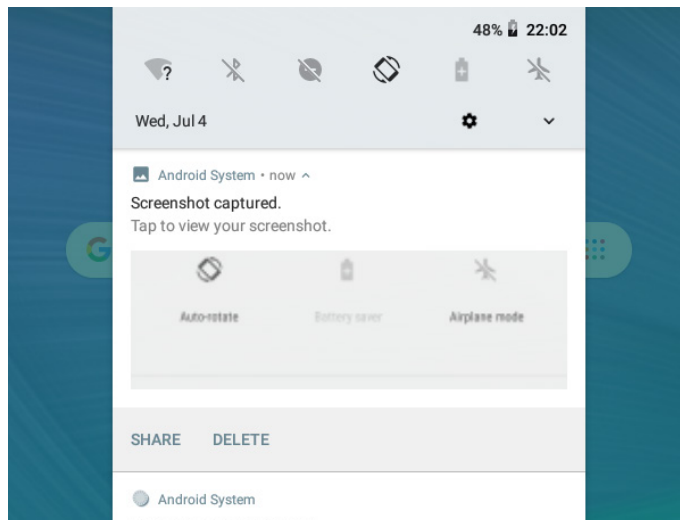 48% 22:02
?
Wed, Jul 4
Android System • now
Screenshot captured.
Tap to view your screenshot.
Auto-rotate Battery saver Airplane mode
SHARE DELETE
Android System
G